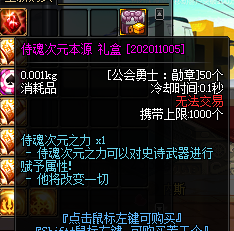 侍魂次元本源 礼盒[202011005]
0.001kg [公会勇士：勋章]50个
消耗品 冷却时间0.1秒
无法交易
携带上限1000个
侍魂次元之力 x1
- 侍魂次元之力可以对史诗武器进行
赋予属性!
- 他将改变一切
『点击鼠标左键可购买』